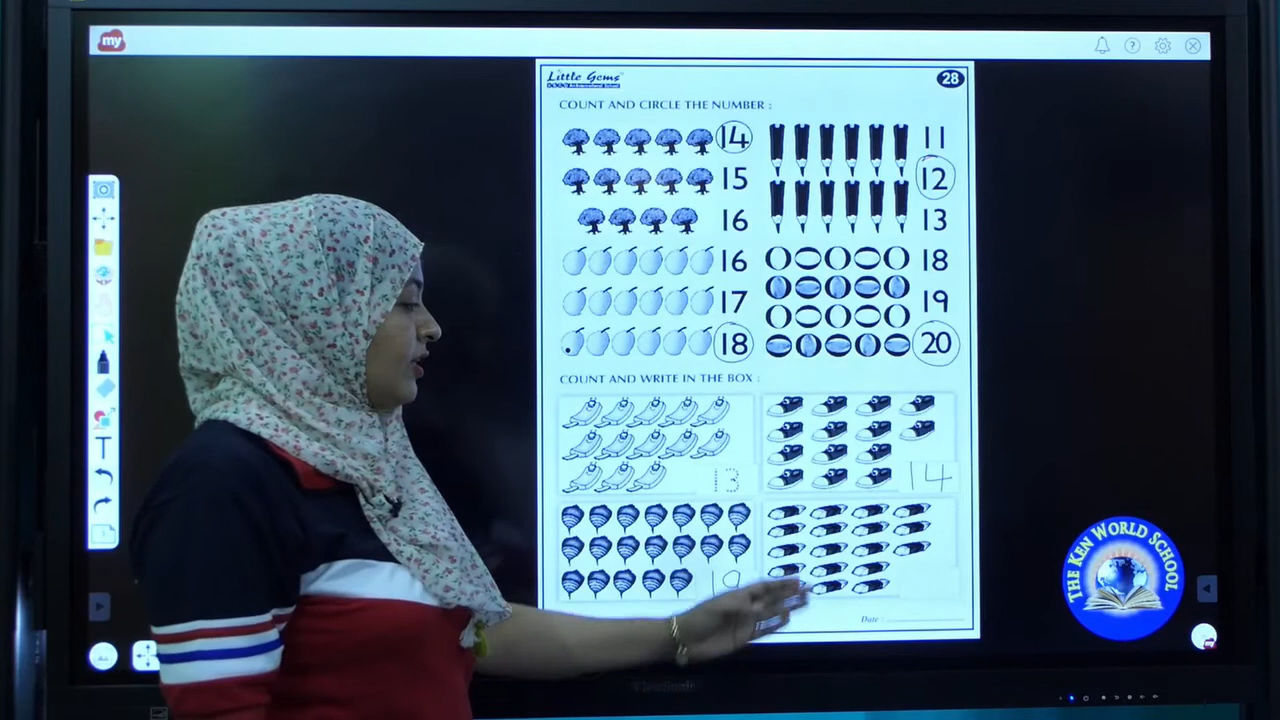 my
Little Gems
28
COUNT AND CIRCLE THE NUMBER :
14
15
16
11
12
13
16
17
18
18
19
20
COUNT AND WRITE IN THE BOX :
13
14
19
Date :
THE KEN WORLD SCHOOL
ViewSonic